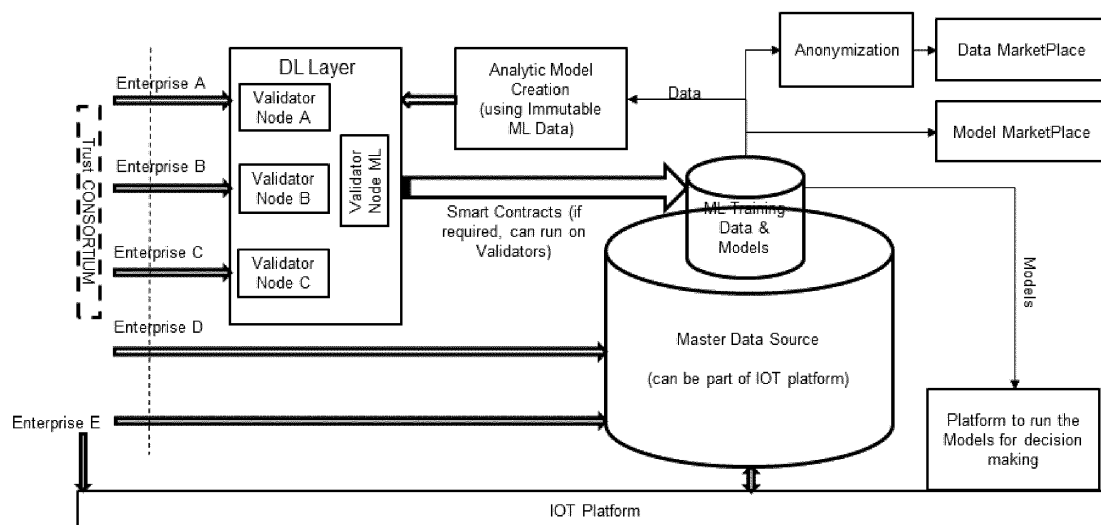 Anonymization
Data MarketPlace
DL Layer
Analytic Model
Creation
(using Immutable
ML Data)
Data
Model MarketPlace
Enterprise A
Validator
Node A
Trust CONSORTIUM
Enterprise B
Validator
Node B
Validator
Node ML
Smart Contracts (if
required, can run on
Validators)
ML Training
Data &
Models
Enterprise C
Validator
Node C
Models
Enterprise D
Master Data Source
(can be part of IOT platform)
Enterprise E
Platform to run the
Models for decision
making
IOT Platform